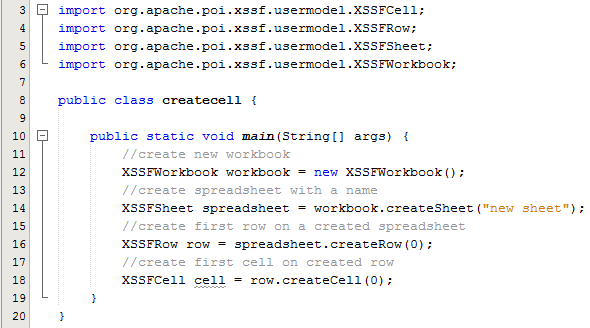 3 import org.apache.poi.xssf.usermodel.XSSFCell;
4 import org.apache.poi.xssf.usermodel.XSSFRow;
5 import org.apache.poi.xssf.usermodel.XSSFSheet;
6 import org.apache.poi.xssf.usermodel.XSSFWorkbook;
7
8 public class createcell {
9
10 public static void main(String[] args) {
11 //create new workbook
12 XSSFWorkbook workbook = new XSSFWorkbook();
13 //create spreadsheet with a name
14 XSSFSheet spreadsheet = workbook.createSheet("new sheet");
15 //create first row on a created spreadsheet
16 XSSFRow row = spreadsheet.createRow(0);
17 //create first cell on created row
18 XSSFCell cell = row.createCell(0);
19 }
20 }